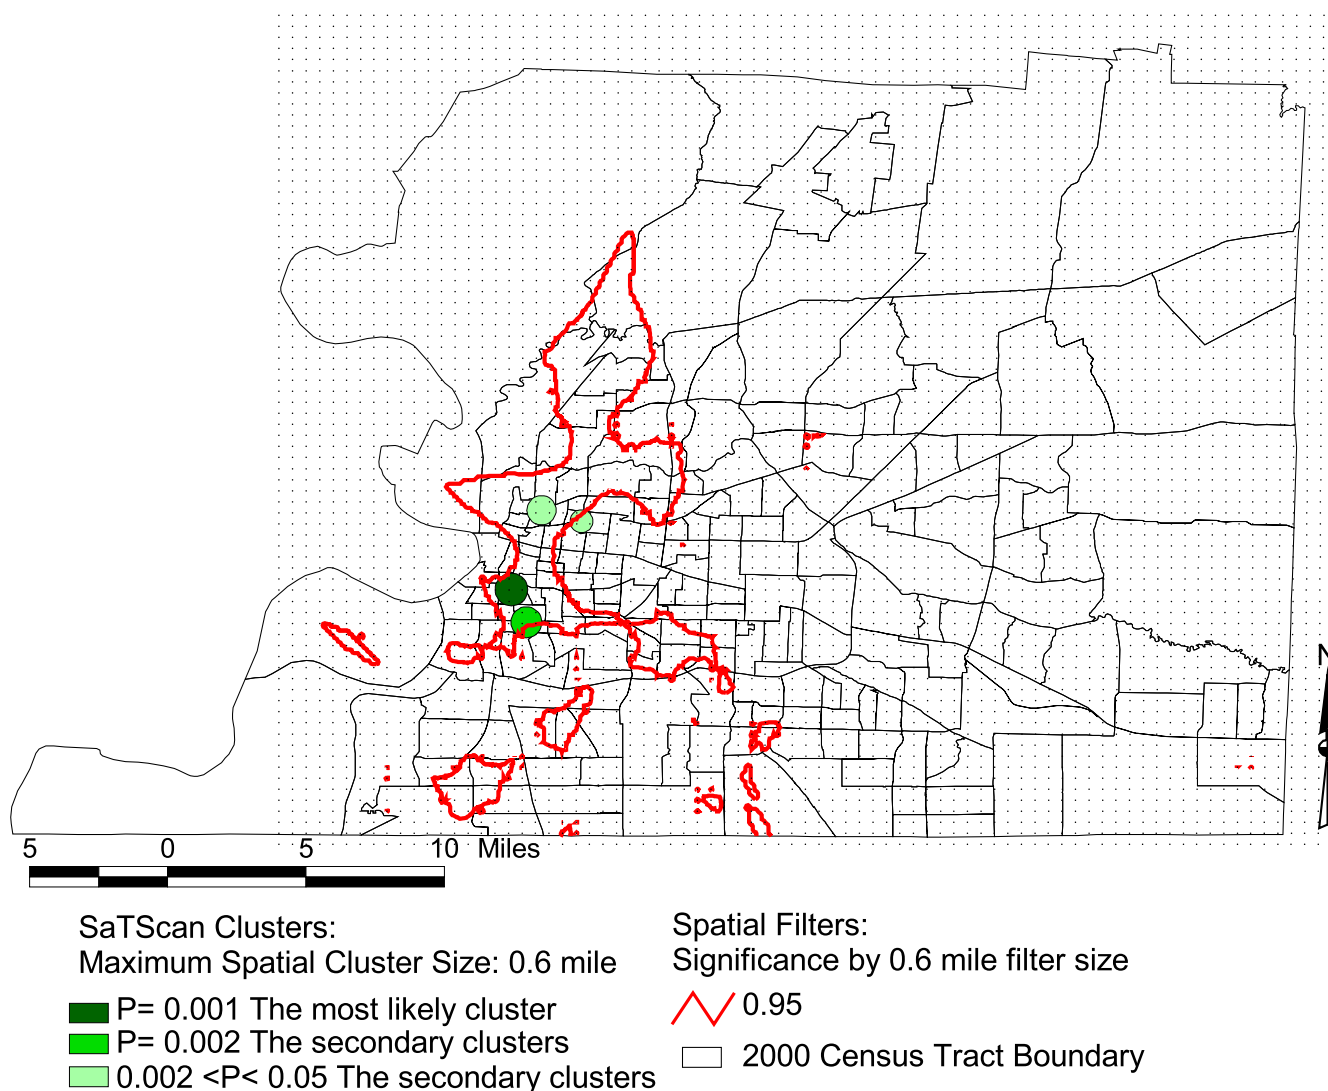 N
5 0 5 10 Miles
SaTScan Clusters:
Maximum Spatial Cluster Size: 0.6 mile
P= 0.001 The most likely cluster
P= 0.002 The secondary clusters
0.002 <P< 0.05 The secondary clusters
Spatial Filters:
Significance by 0.6 mile filter size
0.95
2000 Census Tract Boundary